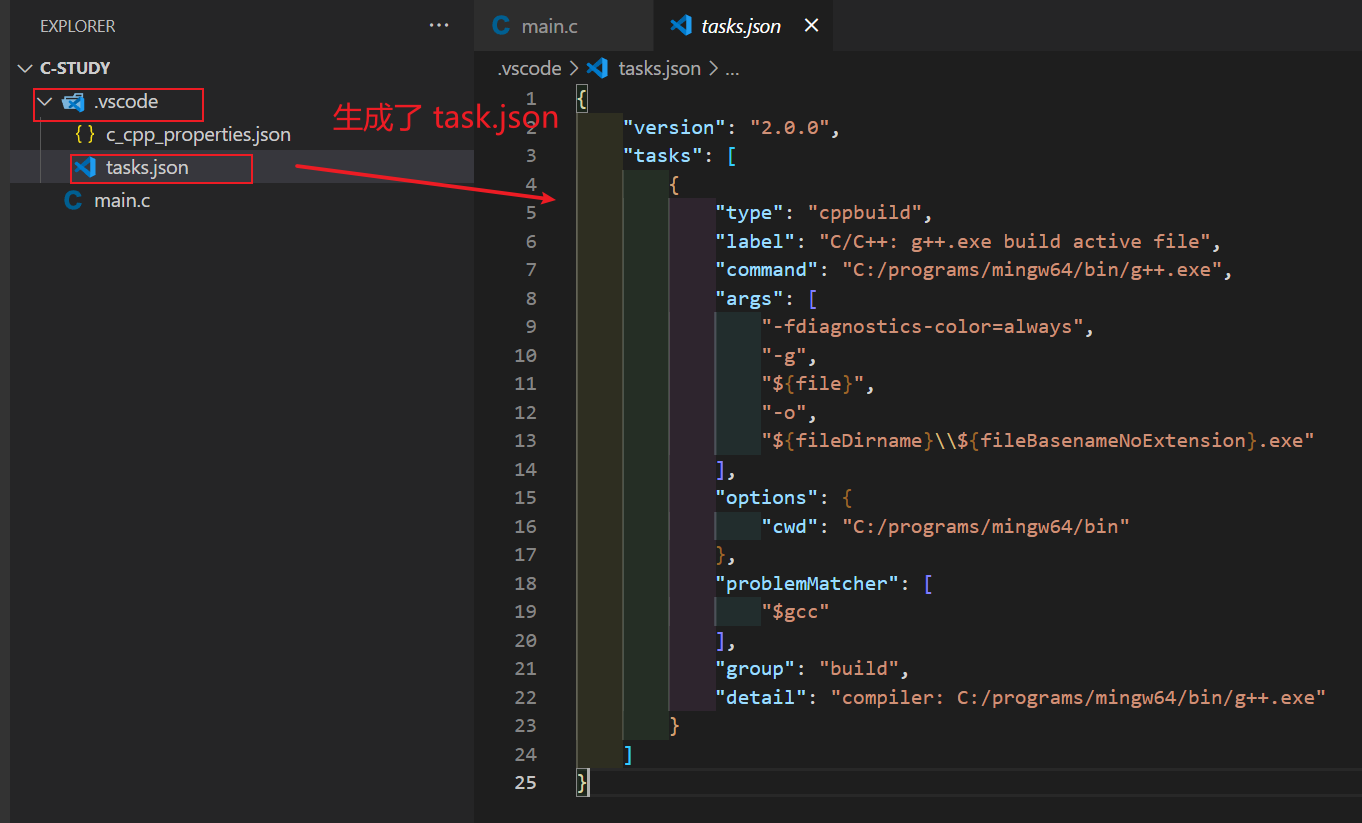 EXPLORER
···
C-STUDY
.vscode
c_cpp_properties.json
tasks.json
main.c
生成了 task.json
main.c
tasks.json
.vscode > tasks.json > ...
1 {
2 "version": "2.0.0",
3 "tasks": [
4 {
5 "type": "cppbuild",
6 "label": "C/C++: g++.exe build active file",
7 "command": "C:/programs/mingw64/bin/g++.exe",
8 "args": [
9 "-fdiagnostics-color=always",
10 "-g",
11 "${file}",
12 "-o",
13 "${fileDirname}\\${fileBasenameNoExtension}.exe"
14 ],
15 "options": {
16 "cwd": "C:/programs/mingw64/bin"
17 },
18 "problemMatcher": [
19 "$gcc"
20 ],
21 "group": "build",
22 "detail": "compiler: C:/programs/mingw64/bin/g++.exe"
23 }
24 ]
25 }